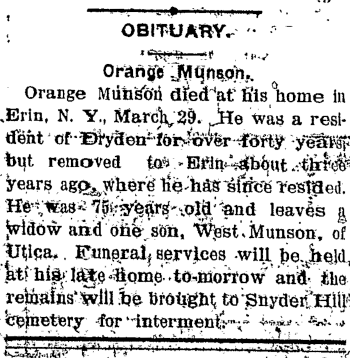 OBITUARY.
Orange Munson.
Orange Munson died at his home in
Erin, N. Y., March 29. He was a resi-
dent of Dryden for over forty years
but removed to Erin about three
years ago, where he has since resided.
He was 75 years old and leaves a
widow and one son, West Munson, of
Utica. Funeral services will be held
at his late home to-morrow and the
remains will be brought to Snyder Hill
cemetery for interment.